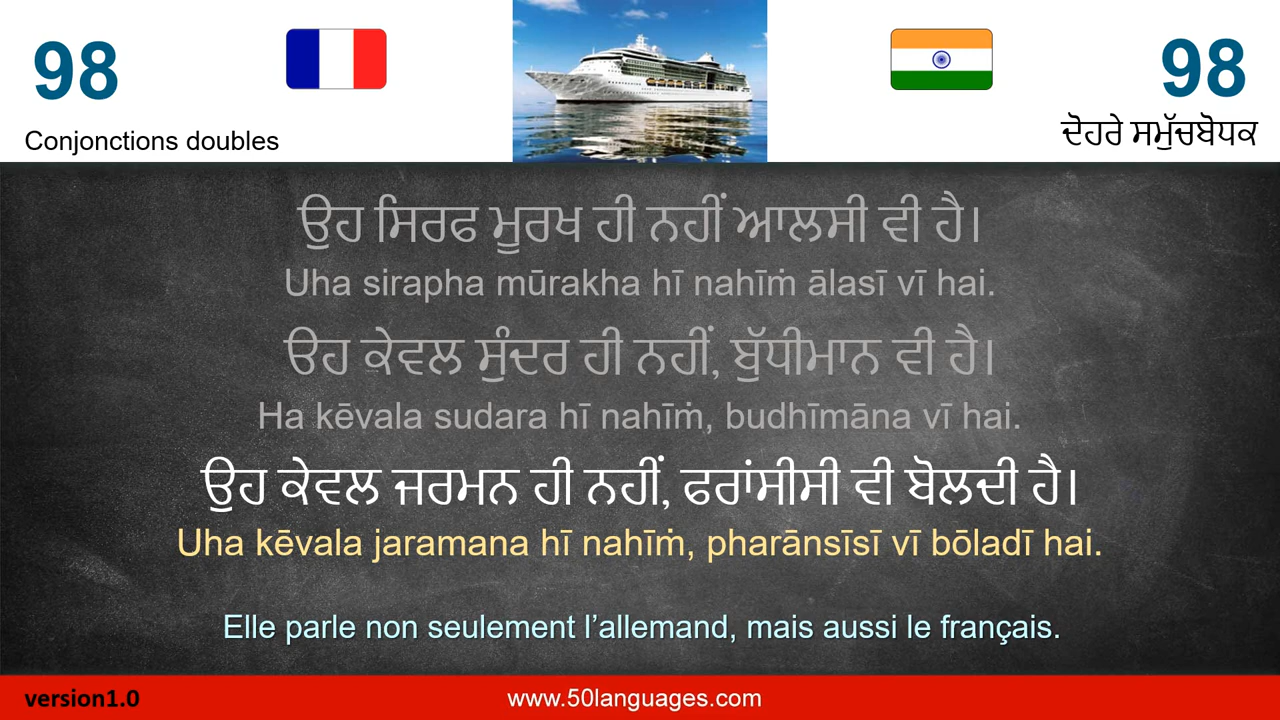 98
98
Conjonctions doubles
ਦੋਹਰੇ ਸਮੁੱਚਬੋਧਕ
ਉਹ ਸਿਰਫ ਮੂਰਖ ਹੀ ਨਹੀਂ ਆਲਸੀ ਵੀ ਹੈ।
Uha sirapha mūrakha hī nahīṁ ālasī vī hai.
ੳਹ ਕੇਵਲ ਸੁੰਦਰ ਹੀ ਨਹੀਂ, ਬੁੱਧੀਮਾਨ ਵੀ ਹੈ।
Ha kēvala sudara hī nahīṁ, budhīmāna vī hai.
ਉਹ ਕੇਵਲ ਜਰਮਨ ਹੀ ਨਹੀਂ, ਫਰਾਂਸੀਸੀ ਵੀ ਬੋਲਦੀ ਹੈ।
Uha kēvala jaramana hī nahīṁ, pharānsīsī vī bōladī hai.
Elle parle non seulement l’allemand, mais aussi le français.
version1.0
www.50languages.com